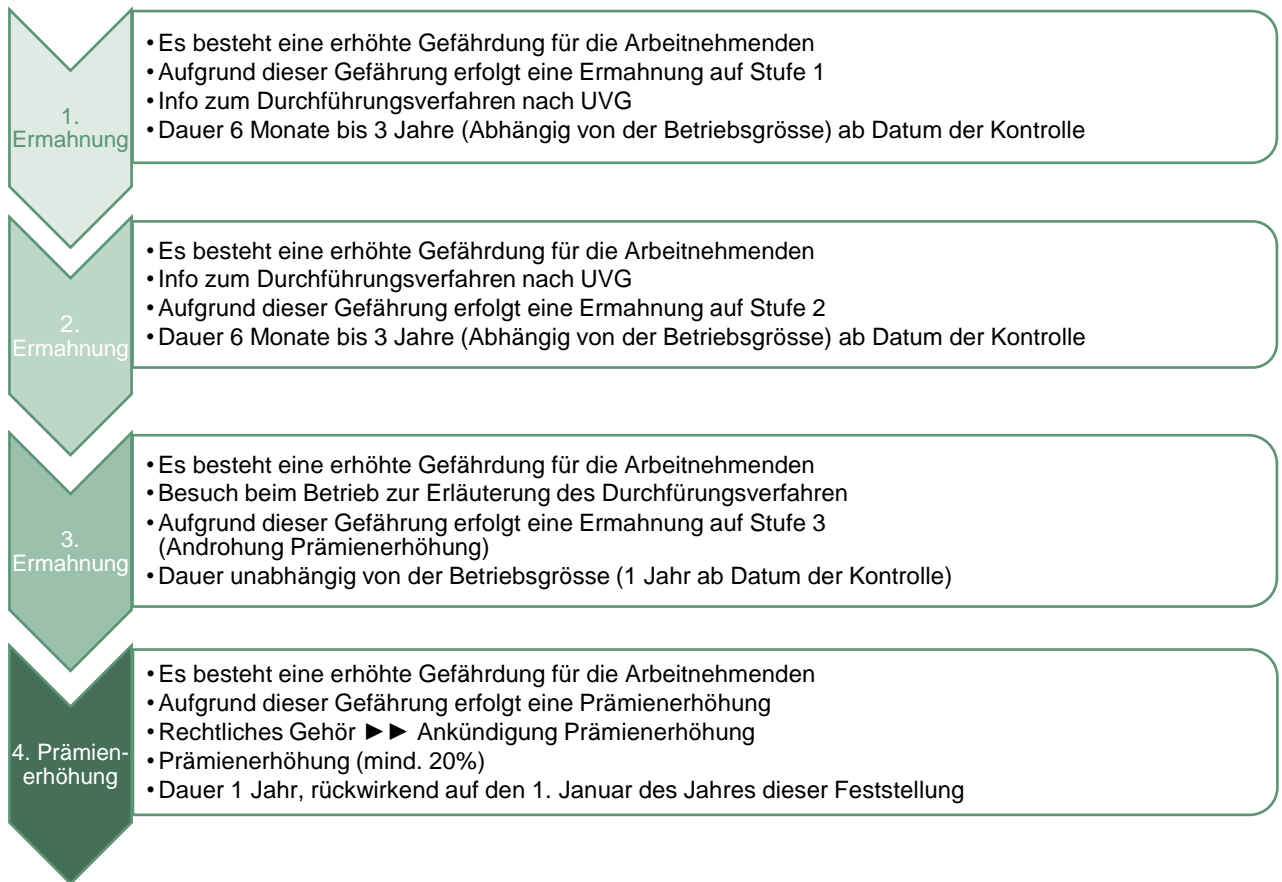 1.
Ermahnung
• Es besteht eine erhöhte Gefährdung für die Arbeitnehmenden
• Aufgrund dieser Gefährung erfolgt eine Ermahnung auf Stufe 1
• Info zum Durchführungsverfahren nach UVG
• Dauer 6 Monate bis 3 Jahre (Abhängig von der Betriebsgrösse) ab Datum der Kontrolle
2.
Ermahnung
• Es besteht eine erhöhte Gefährdung für die Arbeitnehmenden
• Info zum Durchführungsverfahren nach UVG
• Aufgrund dieser Gefährung erfolgt eine Ermahnung auf Stufe 2
• Dauer 6 Monate bis 3 Jahre (Abhängig von der Betriebsgrösse) ab Datum der Kontrolle
3.
Ermahnung
• Es besteht eine erhöhte Gefährdung für die Arbeitnehmenden
• Besuch beim Betrieb zur Erläuterung des Durchfürungsverfahren
• Aufgrund dieser Gefährung erfolgt eine Ermahnung auf Stufe 3
(Androhung Prämienerhöhung)
• Dauer unabhängig von der Betriebsgrösse (1 Jahr ab Datum der Kontrolle)
4. Prämien-
erhöhung
• Es besteht eine erhöhte Gefährdung für die Arbeitnehmenden
• Aufgrund dieser Gefährung erfolgt eine Prämienerhöhung
• Rechtliches Gehör ►► Ankündigung Prämienerhöhung
• Prämienerhöhung (mind. 20%)
• Dauer 1 Jahr, rückwirkend auf den 1. Januar des Jahres dieser Feststellung